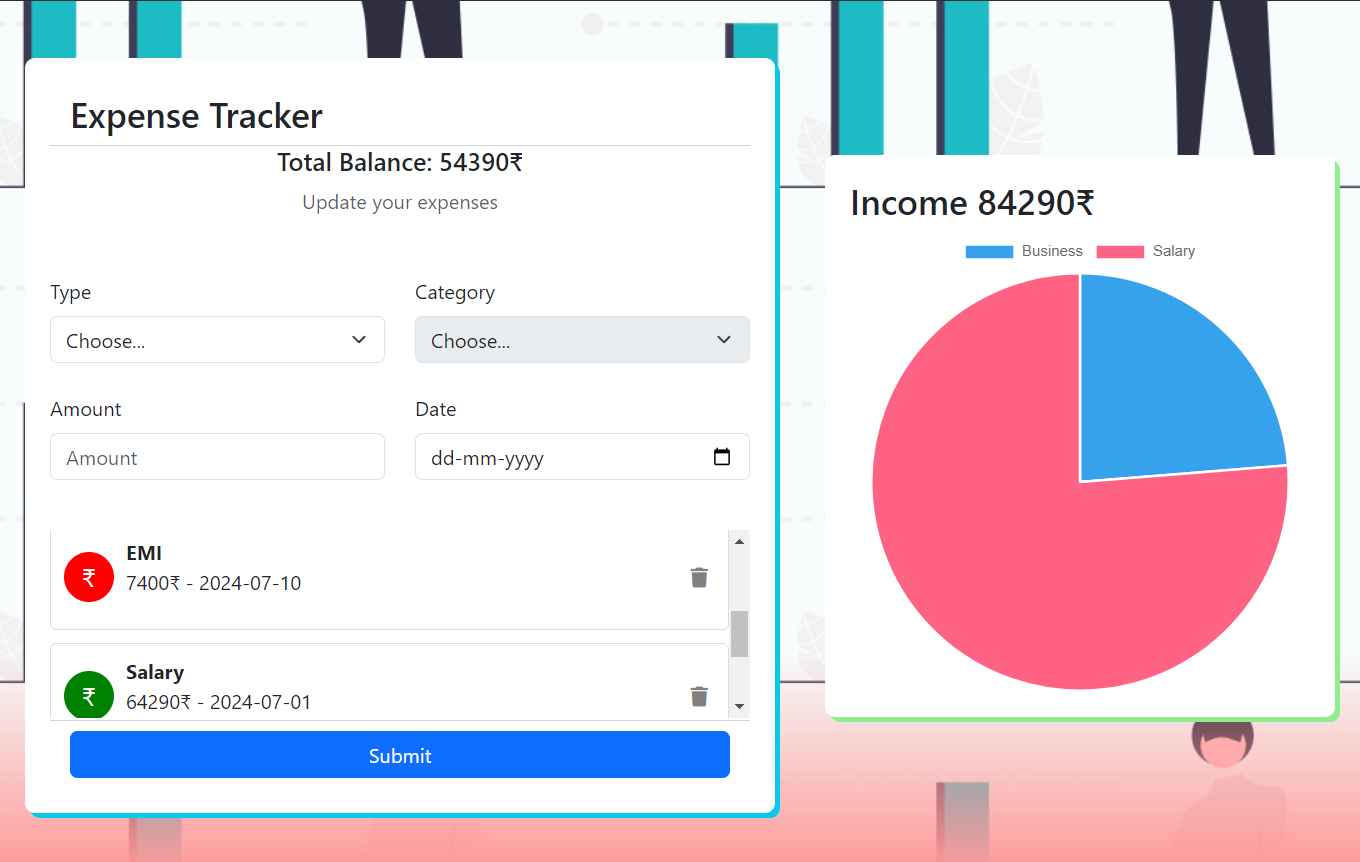 Expense Tracker
Total Balance: 54390₹
Update your expenses
Type
Category
Choose...
Choose...
Amount
Date
Amount
dd-mm-yyyy
₹
EMI
7400₹ - 2024-07-10
₹
Salary
64290₹ - 2024-07-01
Submit
Income 84290₹
Business
Salary